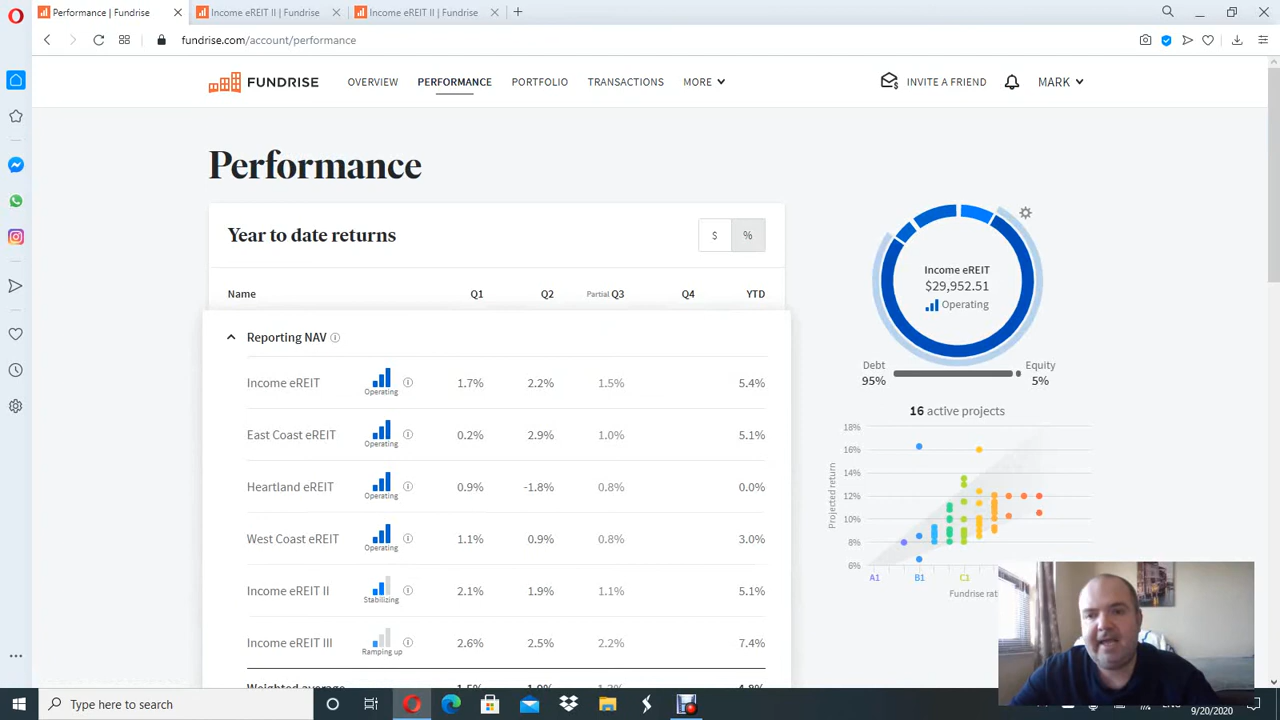 Performance | Fundrise
Income eREIT II | Fundrise
Income eREIT II | Fundrise
fundrise.com/account/performance
FUNDRISE
OVERVIEW
PERFORMANCE
PORTFOLIO
TRANSACTIONS
MORE
INVITE A FRIEND
MARK
Performance
Year to date returns
$
%
Name Q1 Q2 Partial Q3 Q4 YTD
Reporting NAV
Income eREIT Operating 1.7% 2.2% 1.5% 5.4%
East Coast eREIT Operating 0.2% 2.9% 1.0% 5.1%
Heartland eREIT Operating 0.9% -1.8% 0.8% 0.0%
West Coast eREIT Operating 1.1% 0.9% 0.8% 3.0%
Income eREIT II Stabilizing 2.1% 1.9% 1.1% 5.1%
Income eREIT III Ramping up 2.6% 2.5% 2.2% 7.4%
Weighted average
Income eREIT
$29,952.51
Operating
Debt
95%
Equity
5%
16 active projects
18%
16%
14%
12%
10%
8%
6%
Projected return
A1 B1 C1
Fundrise rat
Type here to search
9/20/2020